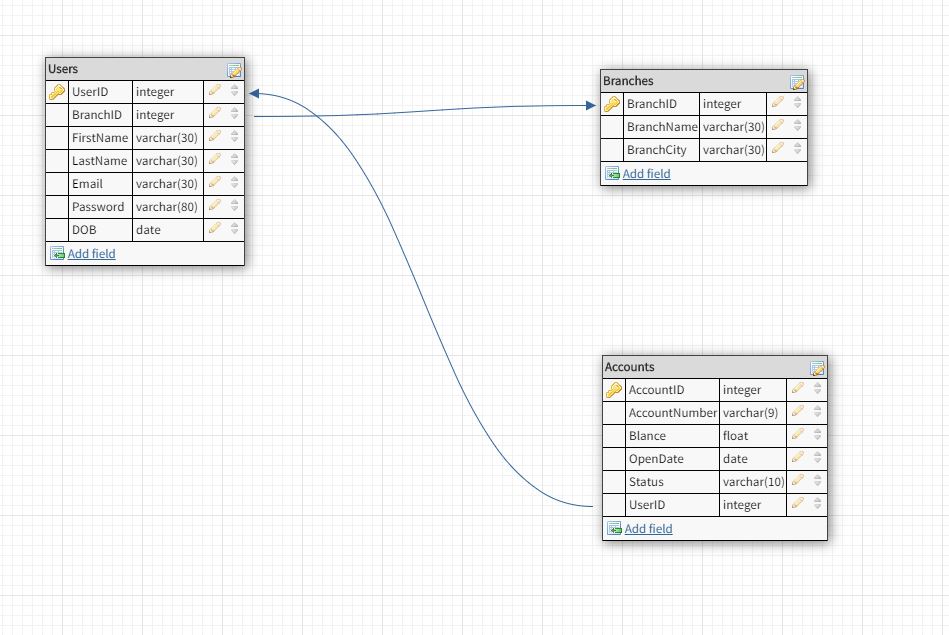 Users
UserID integer
BranchID integer
FirstName varchar(30)
LastName varchar(30)
Email varchar(30)
Password varchar(80)
DOB date
Add field
Branches
BranchID integer
BranchName varchar(30)
BranchCity varchar(30)
Add field
Accounts
AccountID integer
AccountNumber varchar(9)
Blance float
OpenDate date
Status varchar(10)
UserID integer
Add field